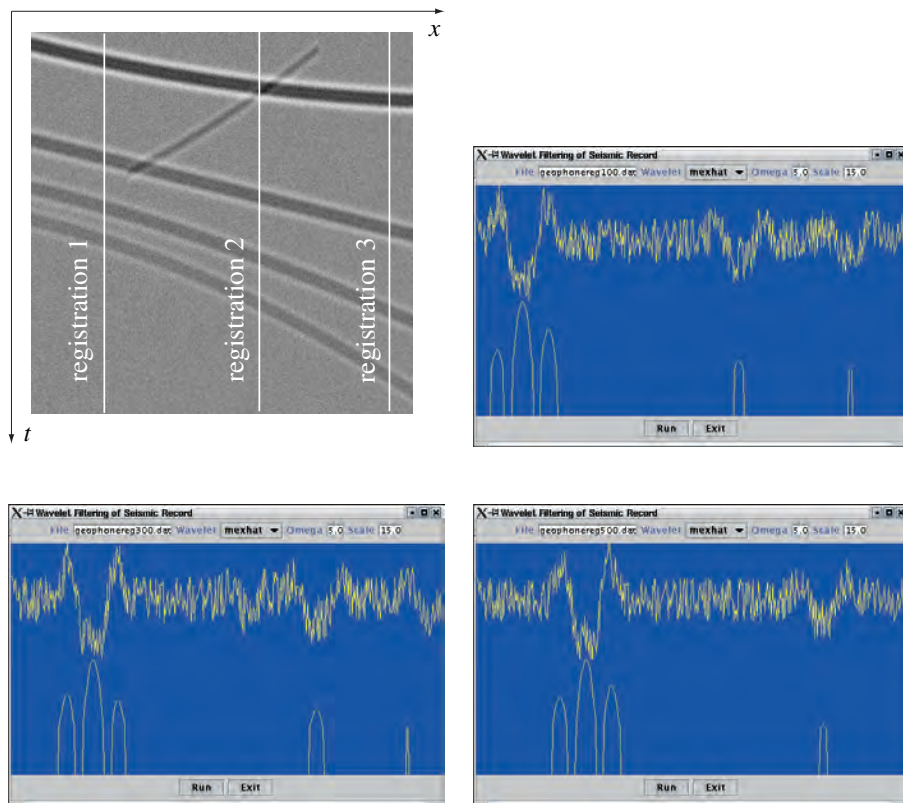 x
registration 1
registration 2
registration 3
t
X Wavelet Filtering of Seismic Record
File geophonereg100.dat Wavelet mexhat Omega 5.0 Scale 15.0
Run Exit
X Wavelet Filtering of Seismic Record
File geophonereg300.dat Wavelet mexhat Omega 5.0 Scale 15.0
Run Exit
X Wavelet Filtering of Seismic Record
File geophonereg500.dat Wavelet mexhat Omega 5.0 Scale 15.0
Run Exit